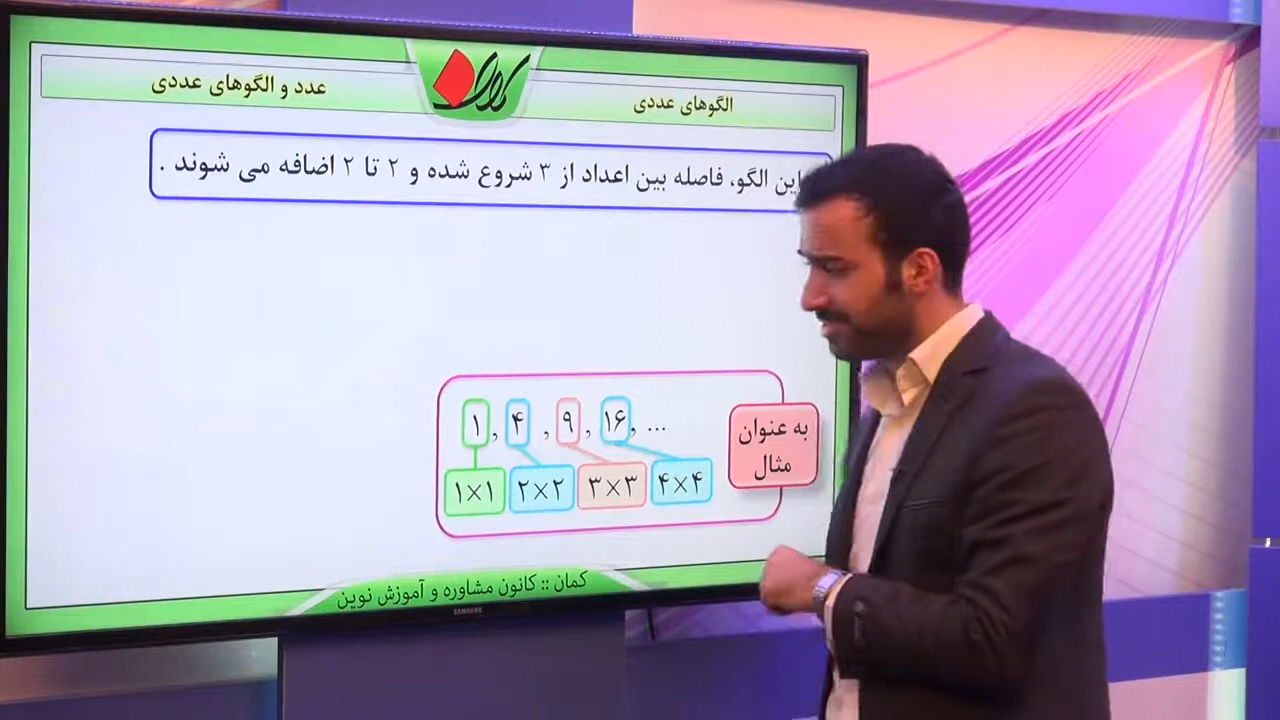 الگوهای عددی
عدد و الگوهای عددی
کمان
این الگو، فاصله بین اعداد از ۳ شروع شده و ۲ تا ۲ اضافه می شوند .
به عنوان
مثال
۱ , ۴ , ۹ , ۱۶, ...
۱×۱ ۲×۲ ۳×۳ ۴×۴
کمان :: کانون مشاوره و آموزش نوین
SAMSUNG